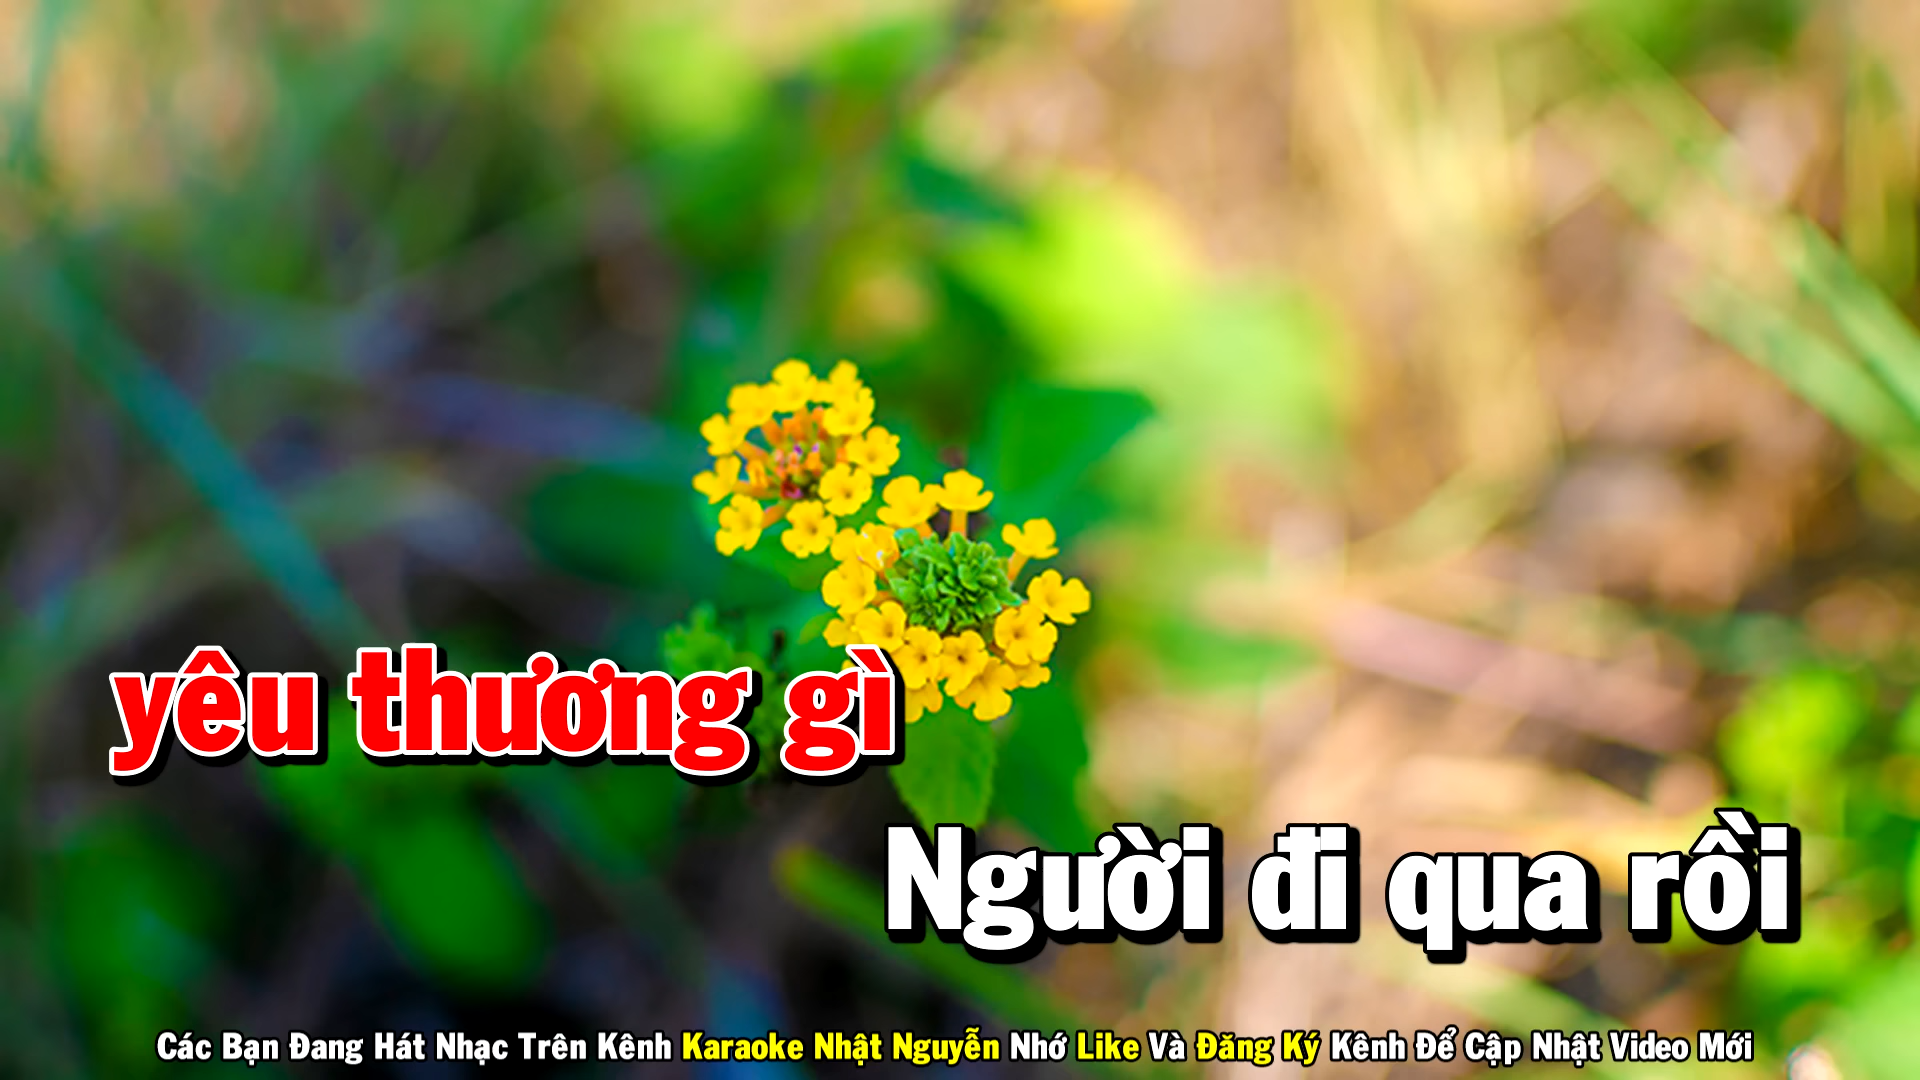 yêu thương gì
Người đi qua rồi
Các Bạn Đang Hát Nhạc Trên Kênh Karaoke Nhật Nguyễn Nhớ Like Và Đăng Ký Kênh Để Cập Nhật Video Mới